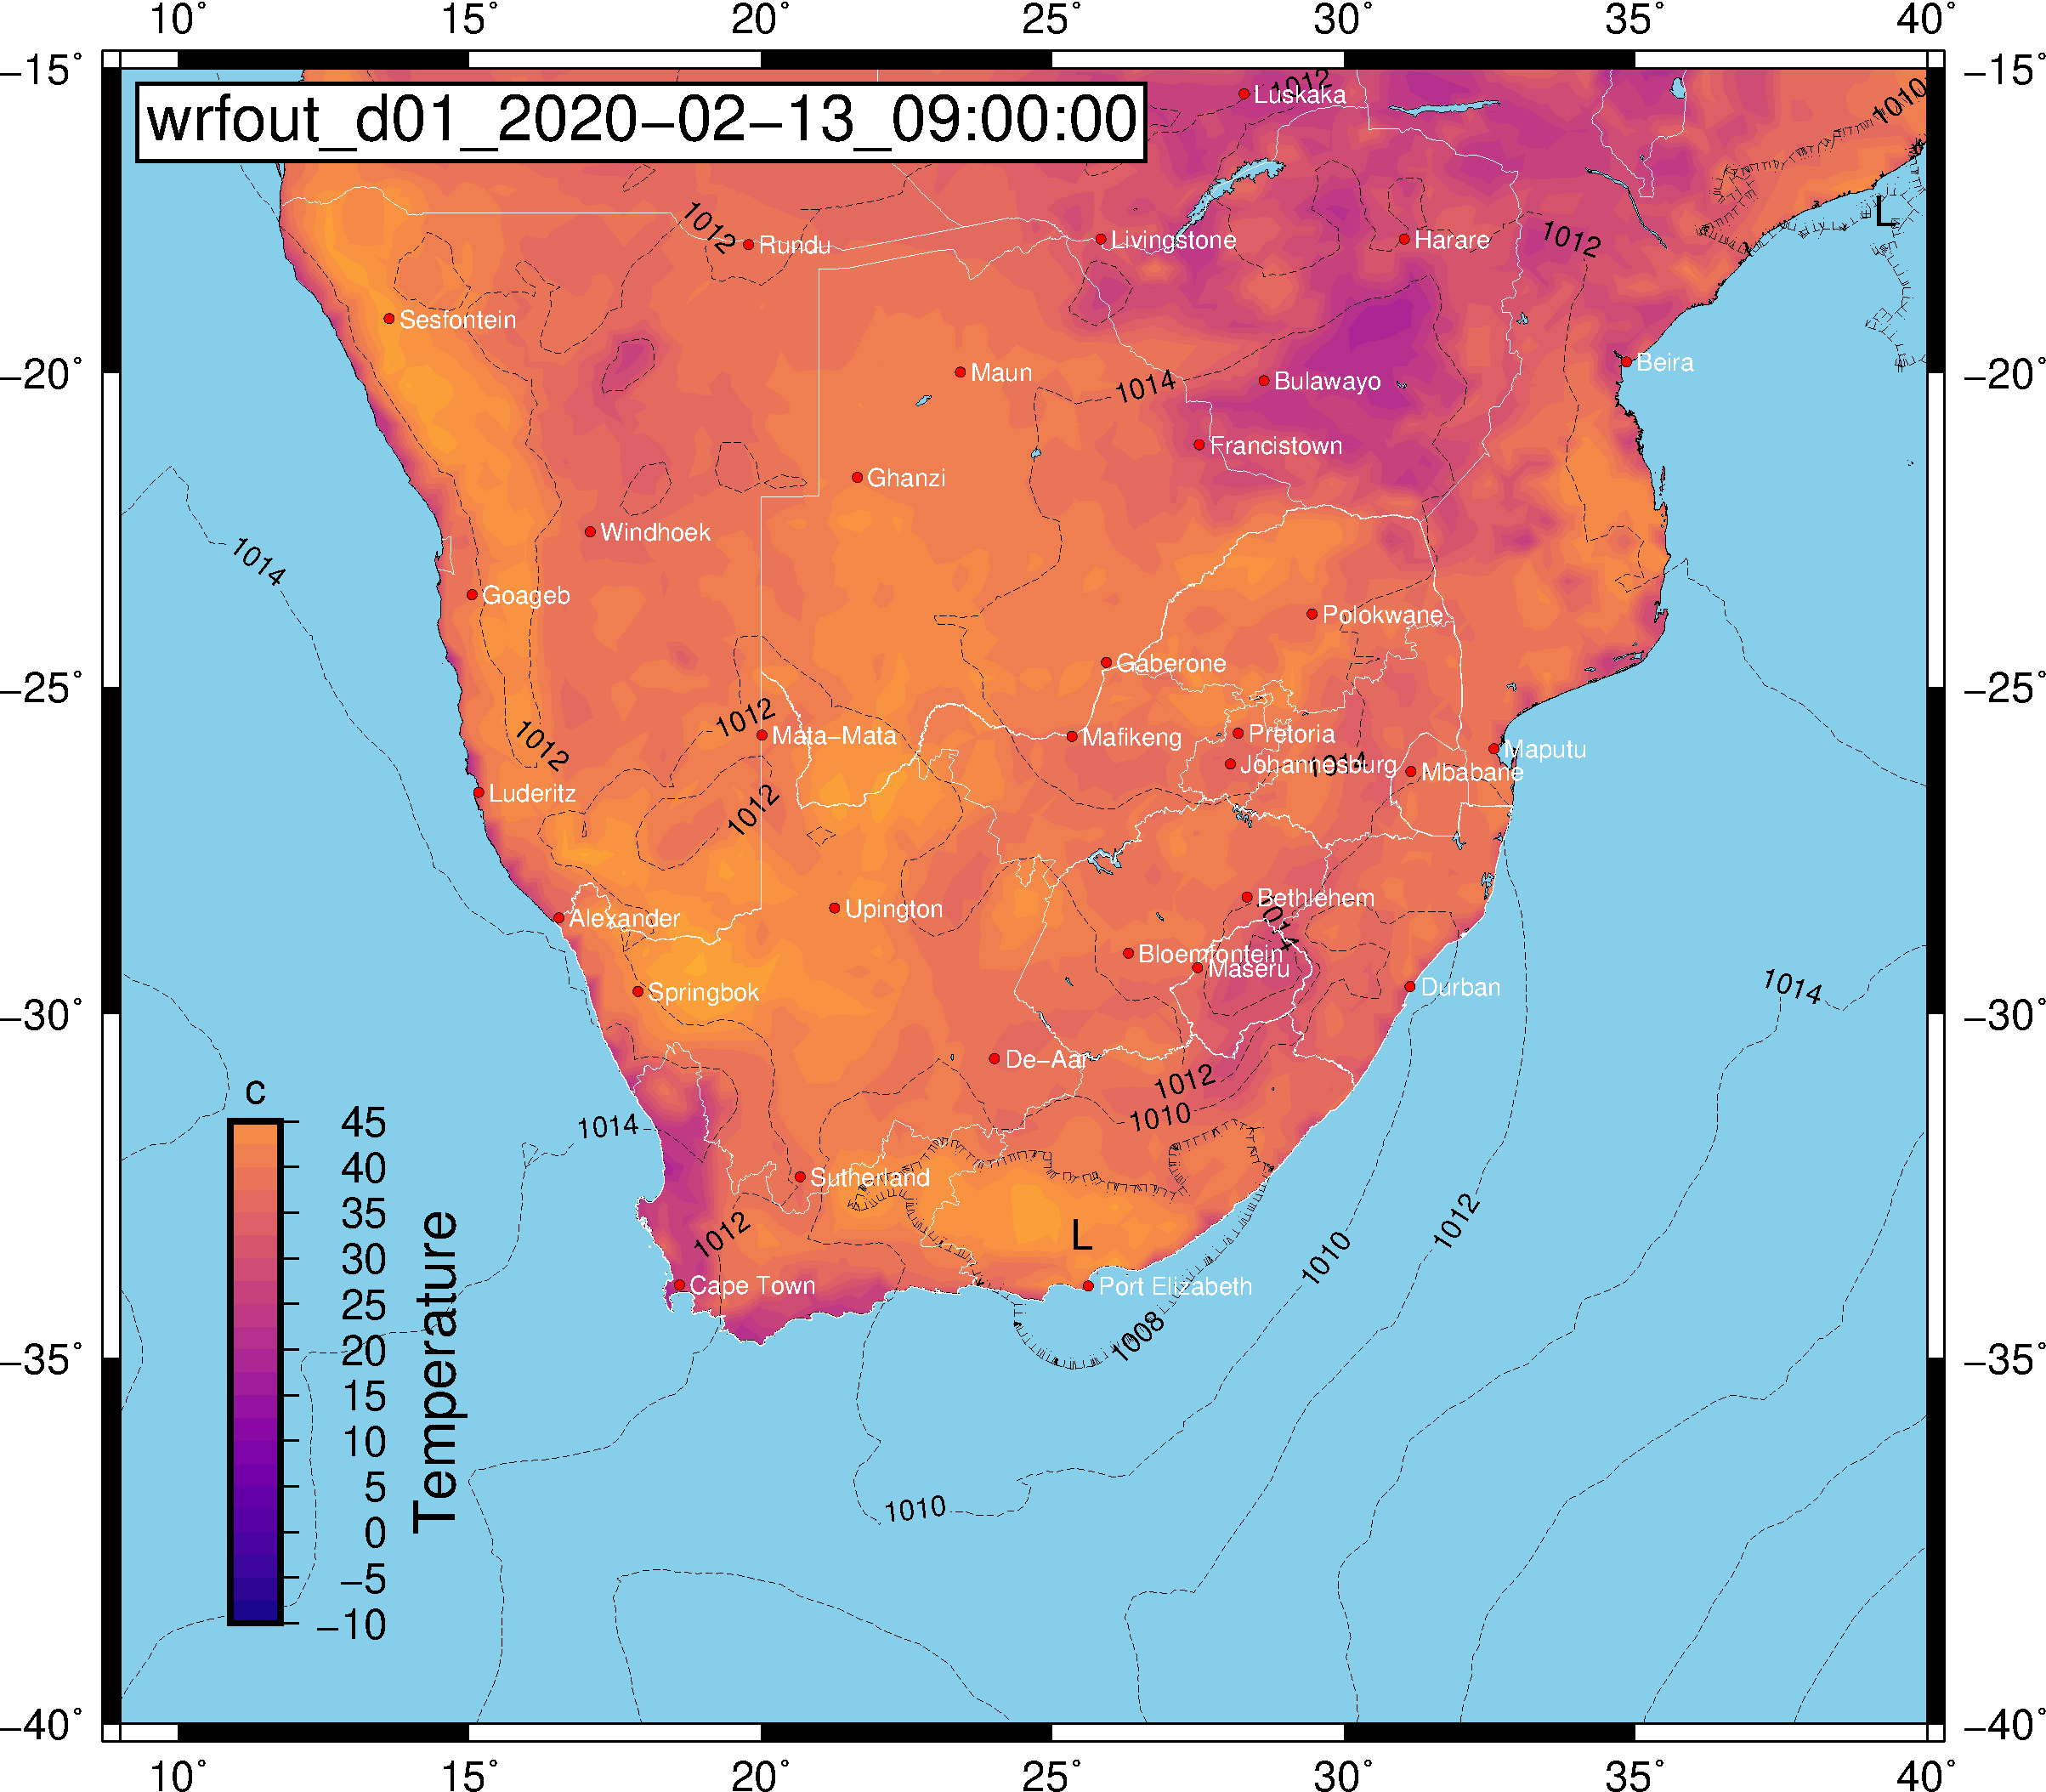 10° 15° 20° 25° 30° 35° 40°
−15° −15°
wrfout_d01_2020−02−13_09:00:00
1012
Luskaka
1010
L
1012
Rundu
Livingstone
Harare
1012
Sesfontein
−20° −20°
Maun
1014
Bulawayo
Beira
Francistown
Ghanzi
Windhoek
1014
Goageb
Polokwane
Gaberone
−25° −25°
1012
1012
Mata−Mata
Mafikeng
Pretoria
Maputu
Johannesburg
1014
Mbabane
Luderitz
1012
Bethlehem
Alexander
Upington
1014
Bloemfontein
Maseru
Springbok
Durban
1014
−30° −30°
De−Aar
1012
1010
1014
Sutherland
1012
L
1012
1010
Cape Town
Port Elizabeth
1008
−35° −35°
1010
c
45
40
35
30
25
20
15
10
5
0
−5
−10
Temperature
−40° −40°
10° 15° 20° 25° 30° 35° 40°